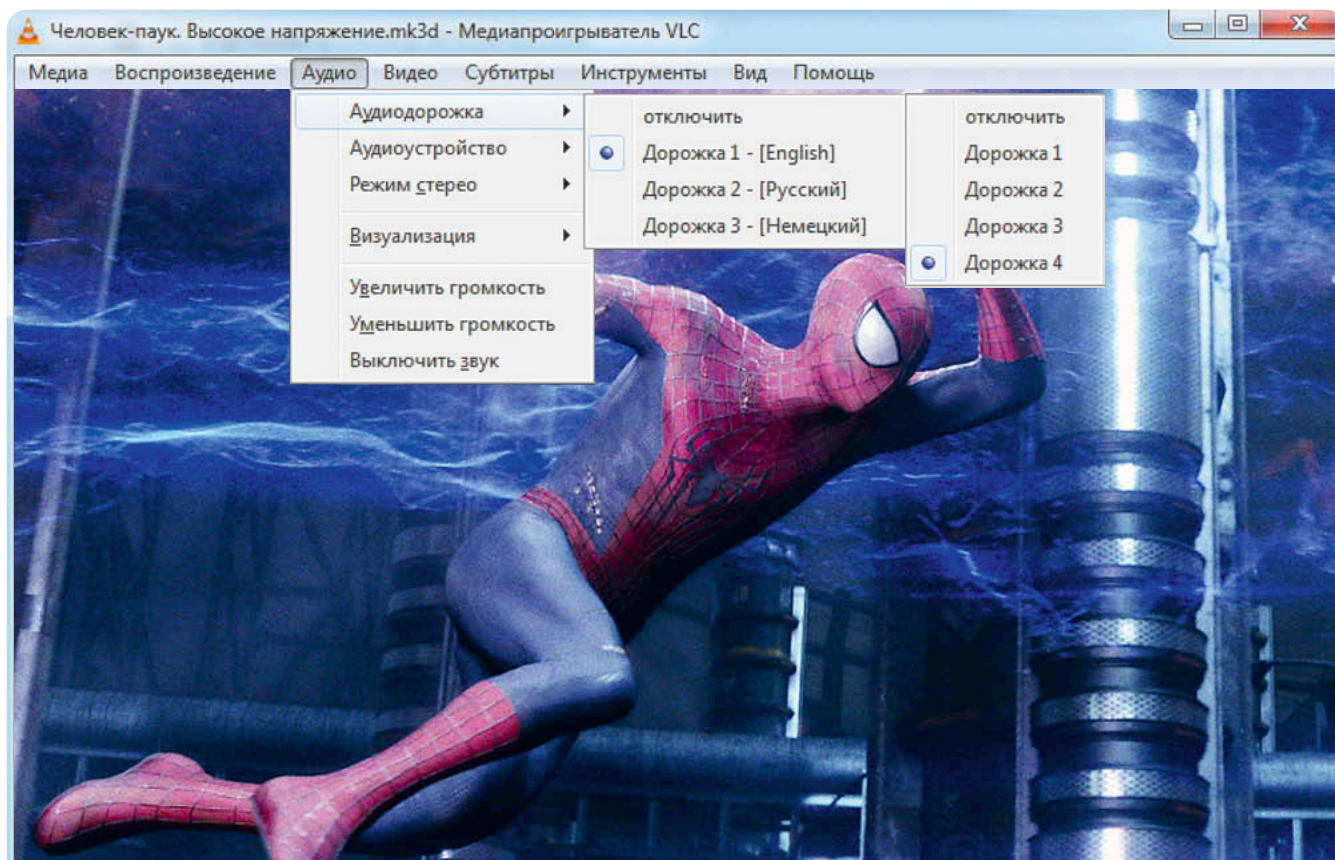 Человек-паук. Высокое напряжение.mk3d - Медиапроигрыватель VLC
Медиа Воспроизведение Аудио Видео Субтитры Инструменты Вид Помощь
Аудиодорожка
Аудиоустройство
Режим стерео
Визуализация
Увеличить громкость
Уменьшить громкость
Выключить звук
отключить
Дорожка 1 - [English]
Дорожка 2 - [Русский]
Дорожка 3 - [Немецкий]
отключить
Дорожка 1
Дорожка 2
Дорожка 3
Дорожка 4